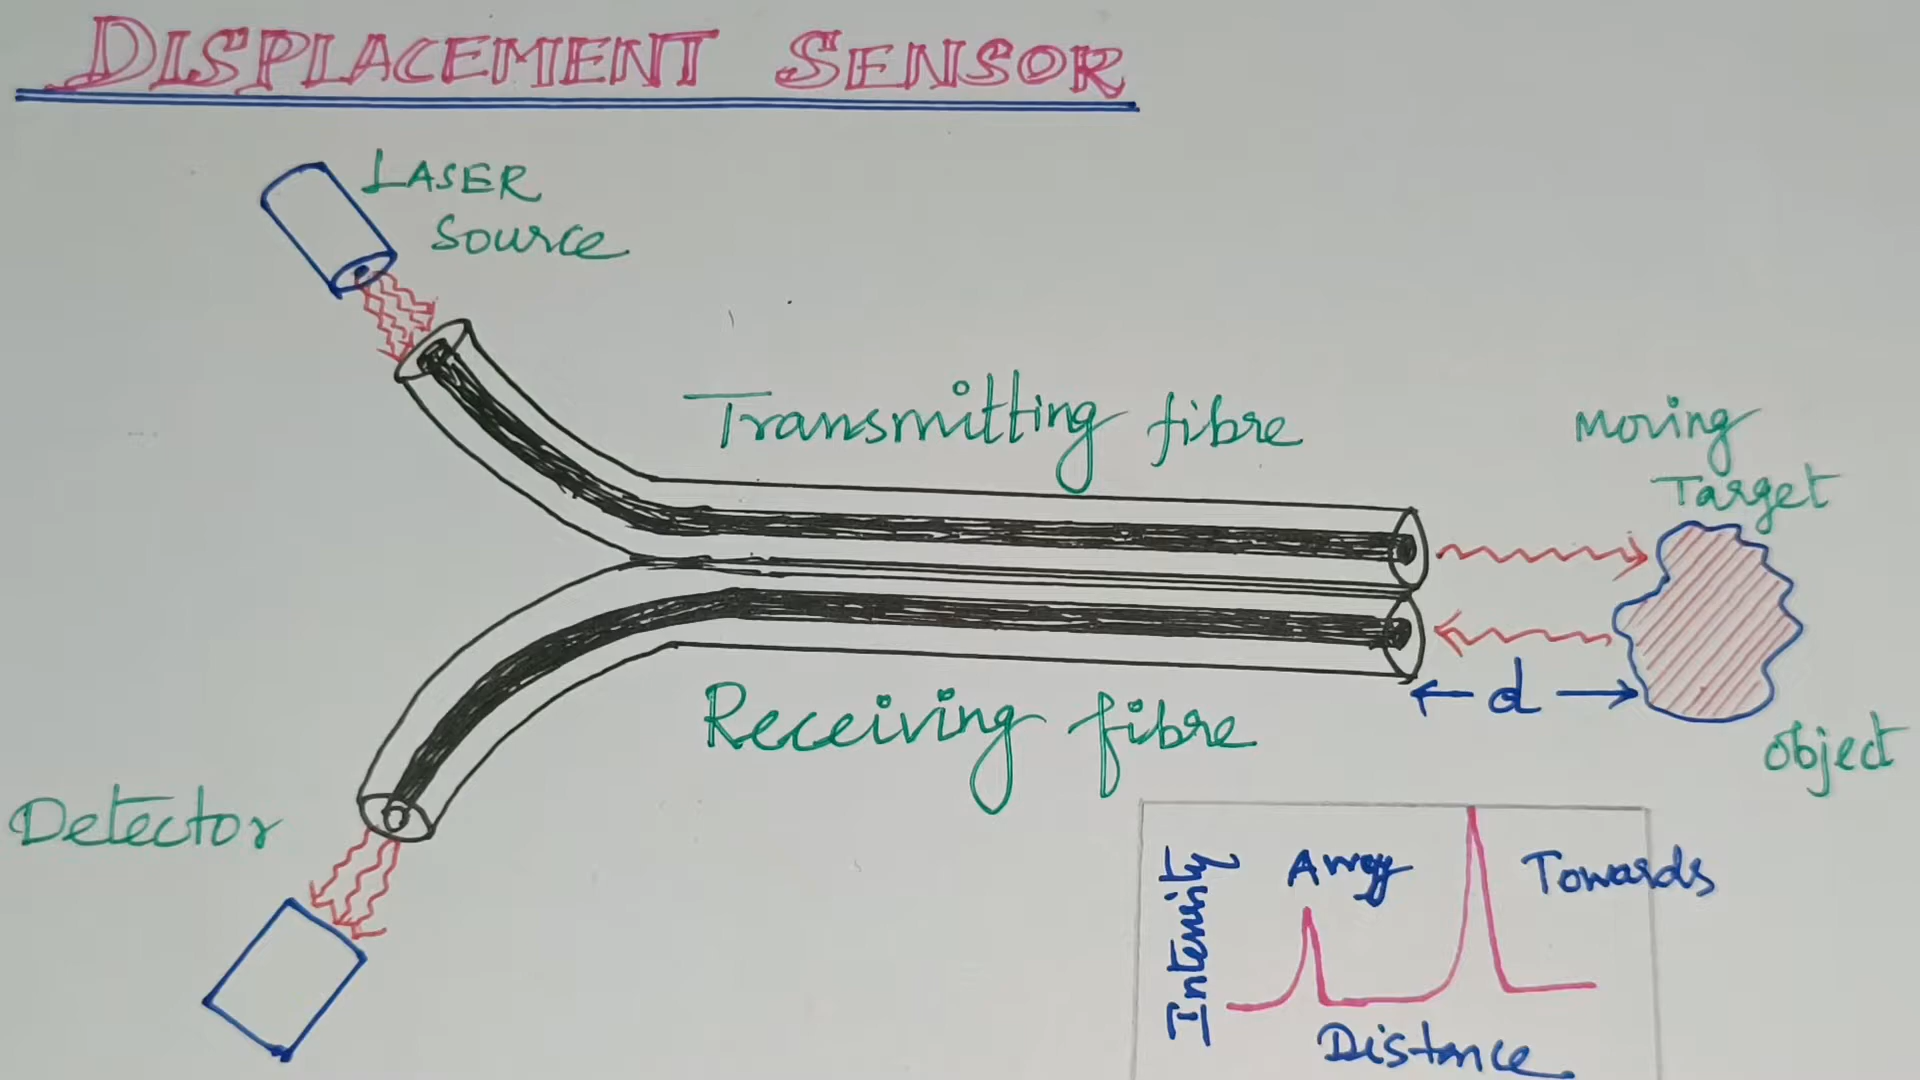 DISPLACEMENT SENSOR
LASER
Source
Transmitting fibre
Moving
Target
d
Receiving fibre
object
Detector
Intensity
Towards
Distance